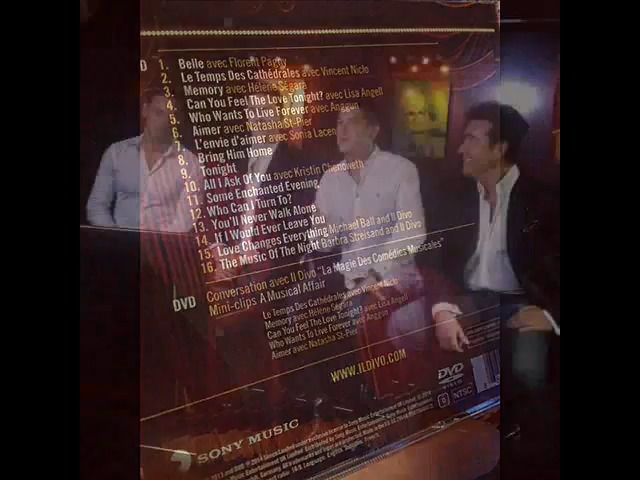 D 1. Belle avec Florent Pagny
2. Le Temps Des Cathédrales avec Vincent Niclo
3. Memory avec Hélène Ségara
4. Can You Feel The Love Tonight? avec Lisa Angell
5. Who Wants To Live Forever avec Anggun
6. Aimer avec Natasha St-Pier
7. L'envie d'aimer avec Sonia Lacen
8. Bring Him Home
9. Tonight
10. All I Ask Of You avec Kristin Chenoweth
11. Some Enchanted Evening
12. Who Can I Turn To?
13. You'll Never Walk Alone
14. If I Would Ever Leave You
15. Love Changes Everything Michael Ball and Il Divo
16. The Music Of The Night Barbra Streisand and Il Divo
DVD Conversation avec Il Divo "La Magie Des Comédies Musicales"
Mini-clips A Musical Affair
Le Temps Des Cathédrales avec Vincent Niclo
Memory avec Hélène Ségara
Can You Feel The Love Tonight? avec Lisa Angell
Who Wants To Live Forever avec Anggun
Aimer avec Natasha St-Pier
WWW.ILDIVO.COM
DVD
VIDEO
NTSC
SONY MUSIC